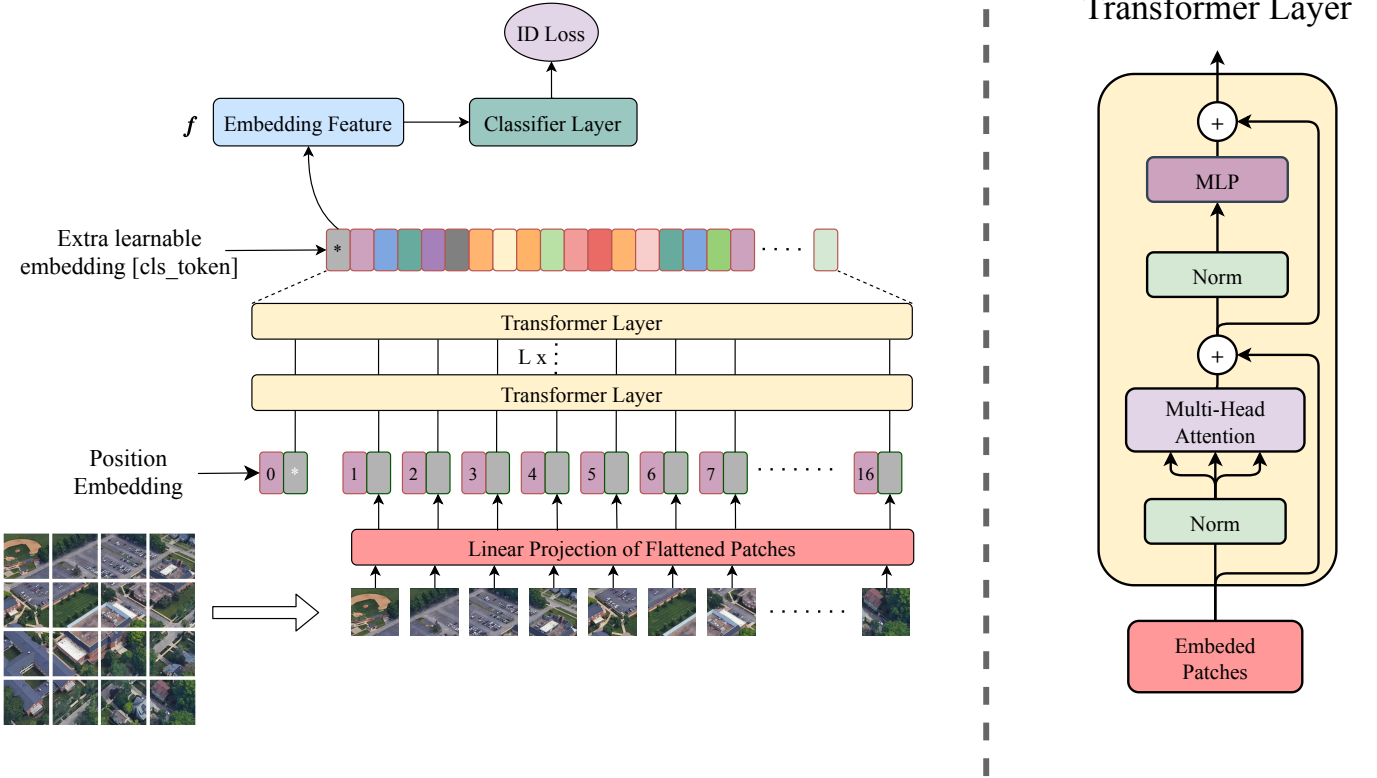 ID Loss
f
Embedding Feature
Classifier Layer
Extra learnable
embedding [cls_token]
*
Transformer Layer
L x
Transformer Layer
Position
Embedding
0 * 1 2 3 4 5 6 7 16
Linear Projection of Flattened Patches
Transformer Layer
+
MLP
Norm
+
Multi-Head
Attention
Norm
Embeded
Patches